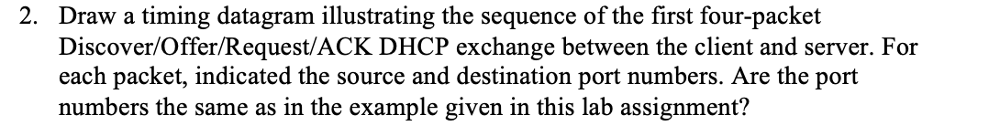 2. Draw a timing datagram illustrating the sequence of the first four-packet
Discover/Offer/Request/ACK DHCP exchange between the client and server. For
each packet, indicated the source and destination port numbers. Are the port
numbers the same as in the example given in this lab assignment?